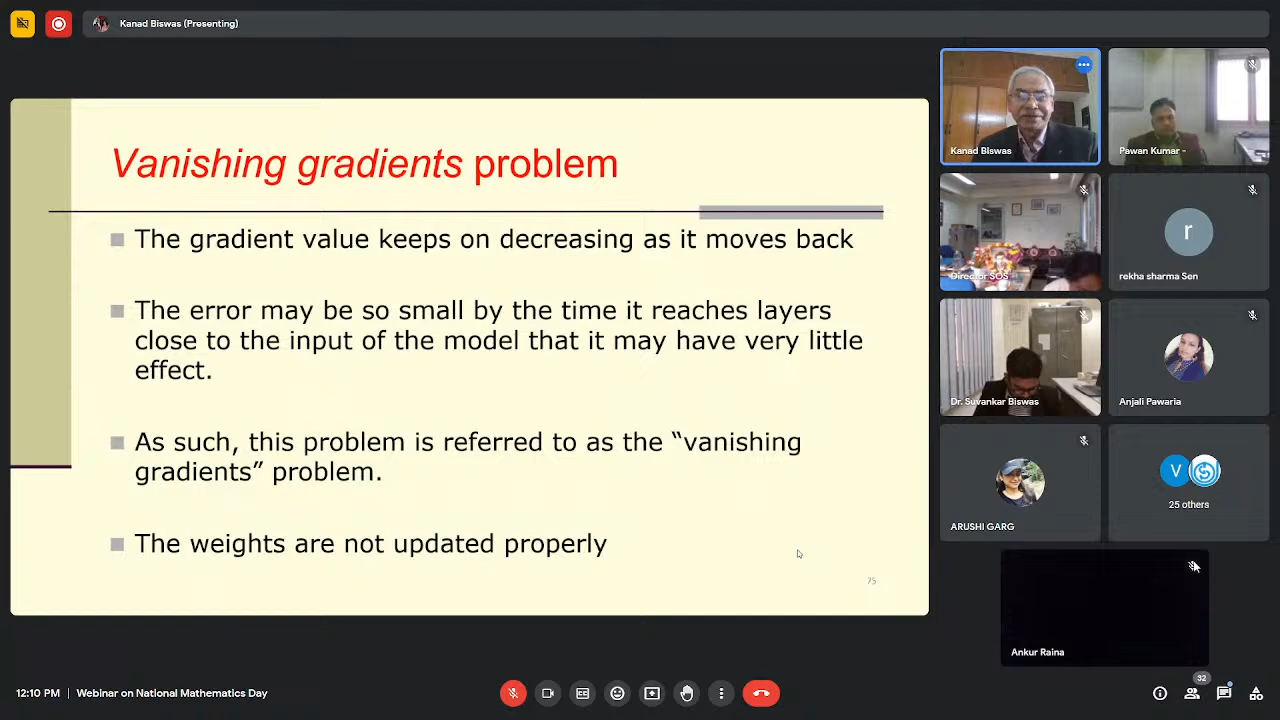 Kanad Biswas (Presenting)
Vanishing gradients problem
The gradient value keeps on decreasing as it moves back
The error may be so small by the time it reaches layers
close to the input of the model that it may have very little
effect.
As such, this problem is referred to as the “vanishing
gradients” problem.
The weights are not updated properly
75
Kanad Biswas
Pawan Kumar -
Director SOS
r
rekha sharma Sen
Dr. Suvankar Biswas
Anjali Pawaria
ARUSHI GARG
V
25 others
Ankur Raina
12:10 PM | Webinar on National Mathematics Day
32